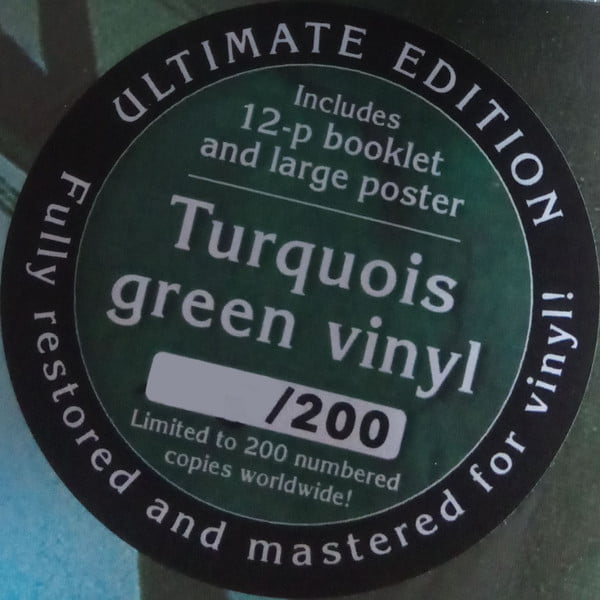 ULTIMATE EDITION
Includes
12-p booklet
and large poster
Turquois
green vinyl
/200
Limited to 200 numbered
copies worldwide!
Fully restored and mastered for vinyl!